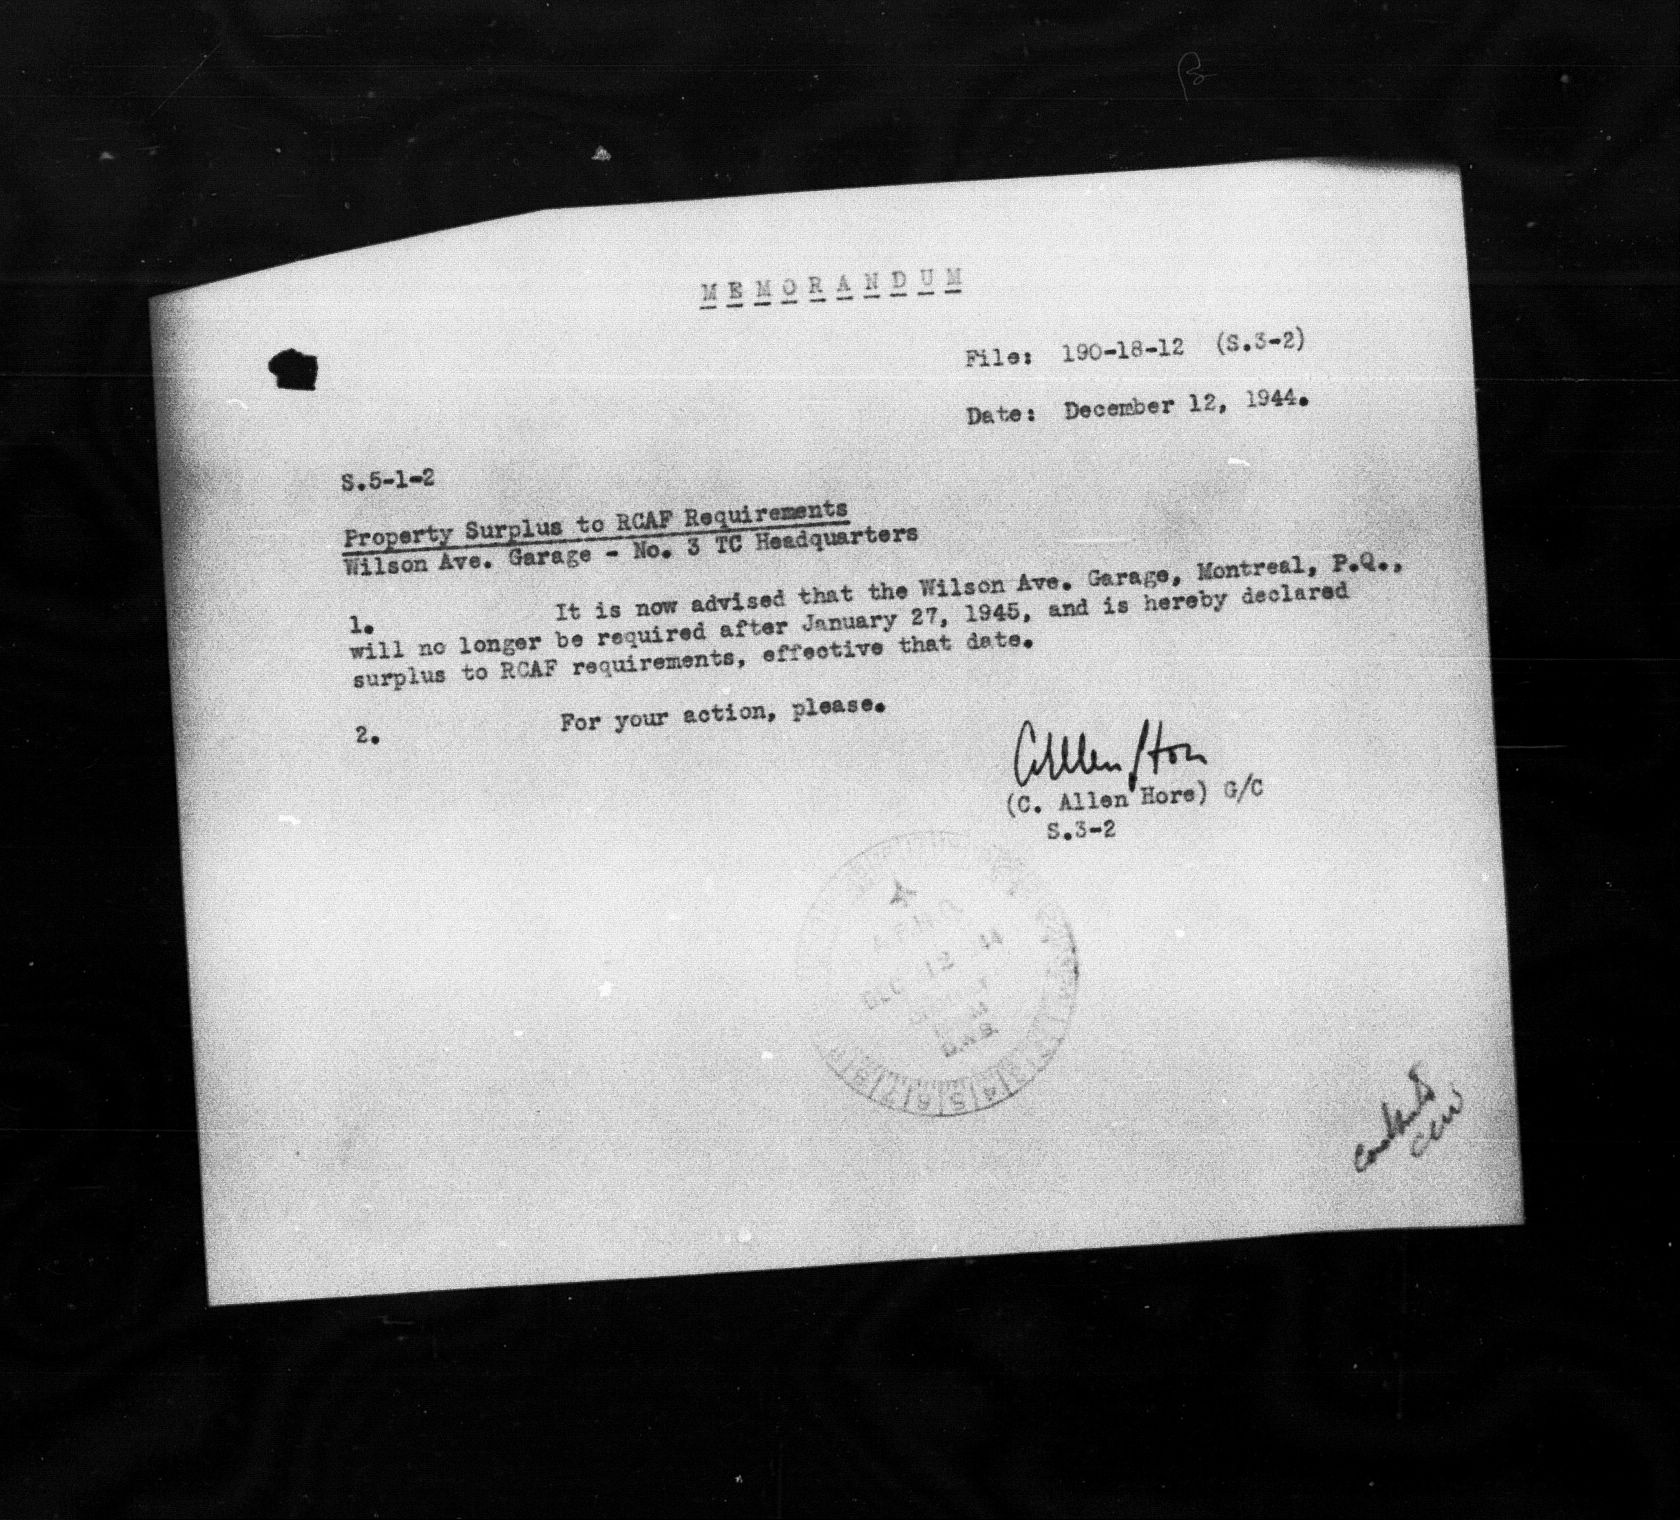 MEMORANDUM
File: 190-18-12 (S.3-2)
Date: December 12, 1944.
S.5-1-2
Property Surplus to RCAF Requirements
Wilson Ave. Garage - No. 3 TC Headquarters
1. It is now advised that the Wilson Ave. Garage, Montreal, P.Q.,
will no longer be required after January 27, 1945, and is hereby declared
surplus to RCAF requirements, effective that date.
2. For your action, please.
(C. Allen Hore) G/C
S.3-2
DEC 12 44